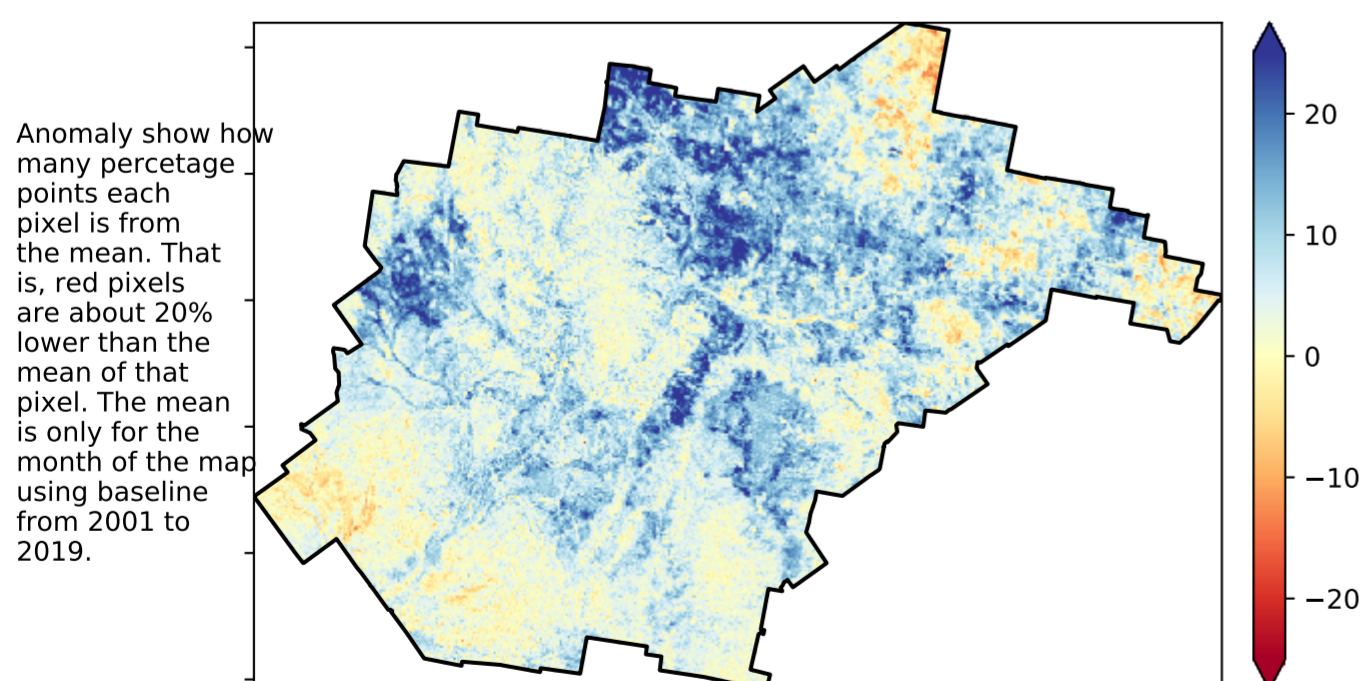 Anomaly show how
many percetage
points each
pixel is from
the mean. That
is, red pixels
are about 20%
lower than the
mean of that
pixel. The mean
is only for the
month of the map
using baseline
from 2001 to
2019.
20
10
0
−10
−20